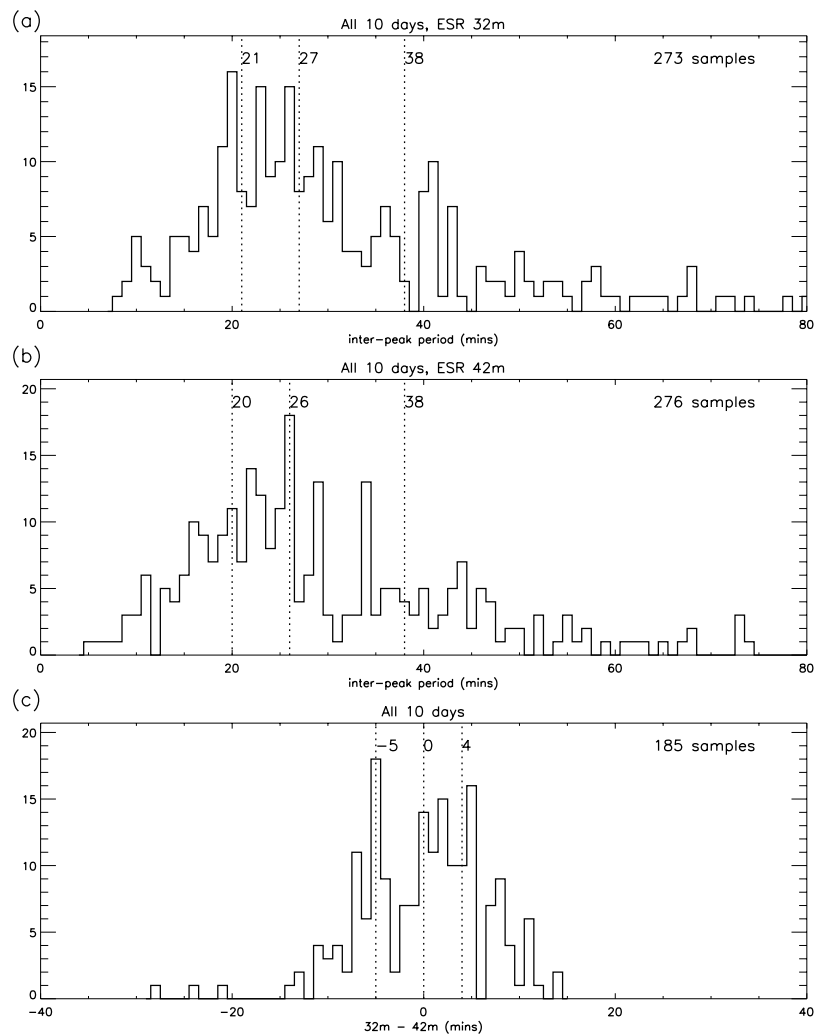 (a)
All 10 days, ESR 32m
21 27 38 273 samples
15
10
5
0
0 20 40 60 80
inter-peak period (mins)
(b)
All 10 days, ESR 42m
20
20 26 38 276 samples
15
10
5
0
0 20 40 60 80
inter-peak period (mins)
(c)
All 10 days
20
-5 0 4 185 samples
15
10
5
0
-40 -20 0 20 40
32m - 42m (mins)